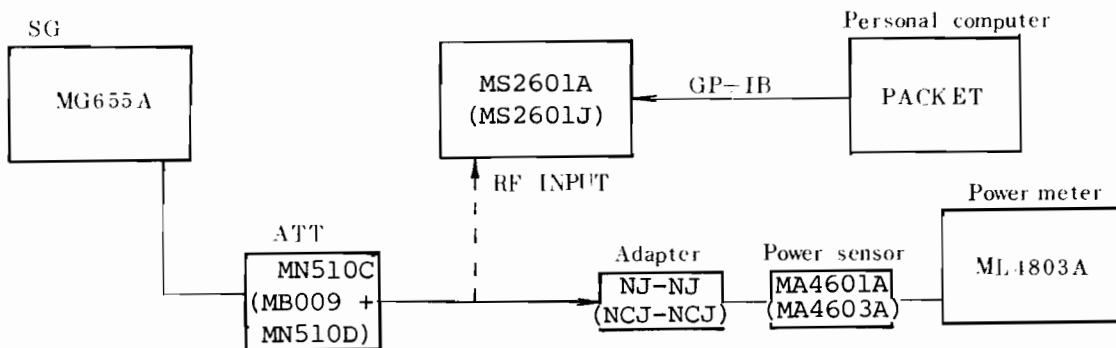 SG
MG655A
MS2601A
(MS2601J)
GP-IB
Personal computer
PACKET
RF INPUT
ATT
MN510C
(MB009 +
MN510D)
Adapter
NJ-NJ
(NCJ-NCJ)
Power sensor
MA4601A
(MA4603A)
Power meter
ML4803A